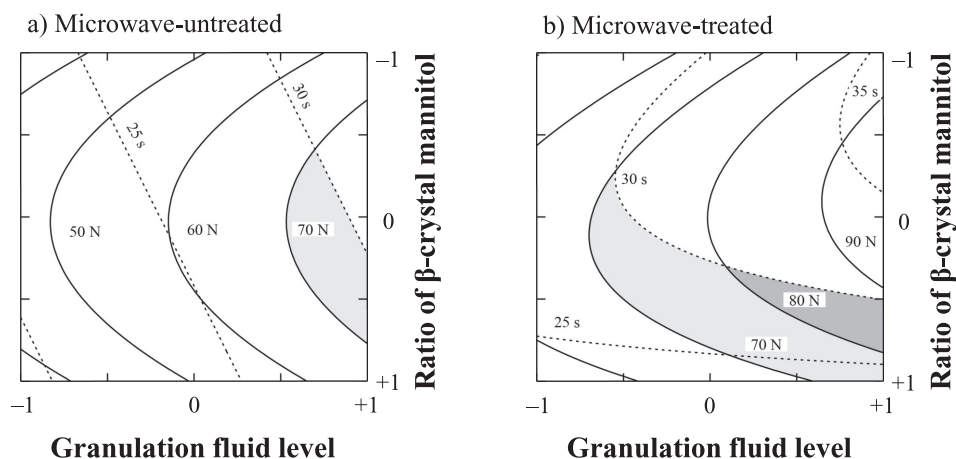 a) Microwave-untreated
25 s
30 s
50 N
60 N
70 N
−1
0
+1
Ratio of β-crystal mannitol
−1
0
+1
Granulation fluid level
b) Microwave-treated
35 s
30 s
90 N
80 N
25 s
70 N
−1
0
+1
Ratio of β-crystal mannitol
−1
0
+1
Granulation fluid level